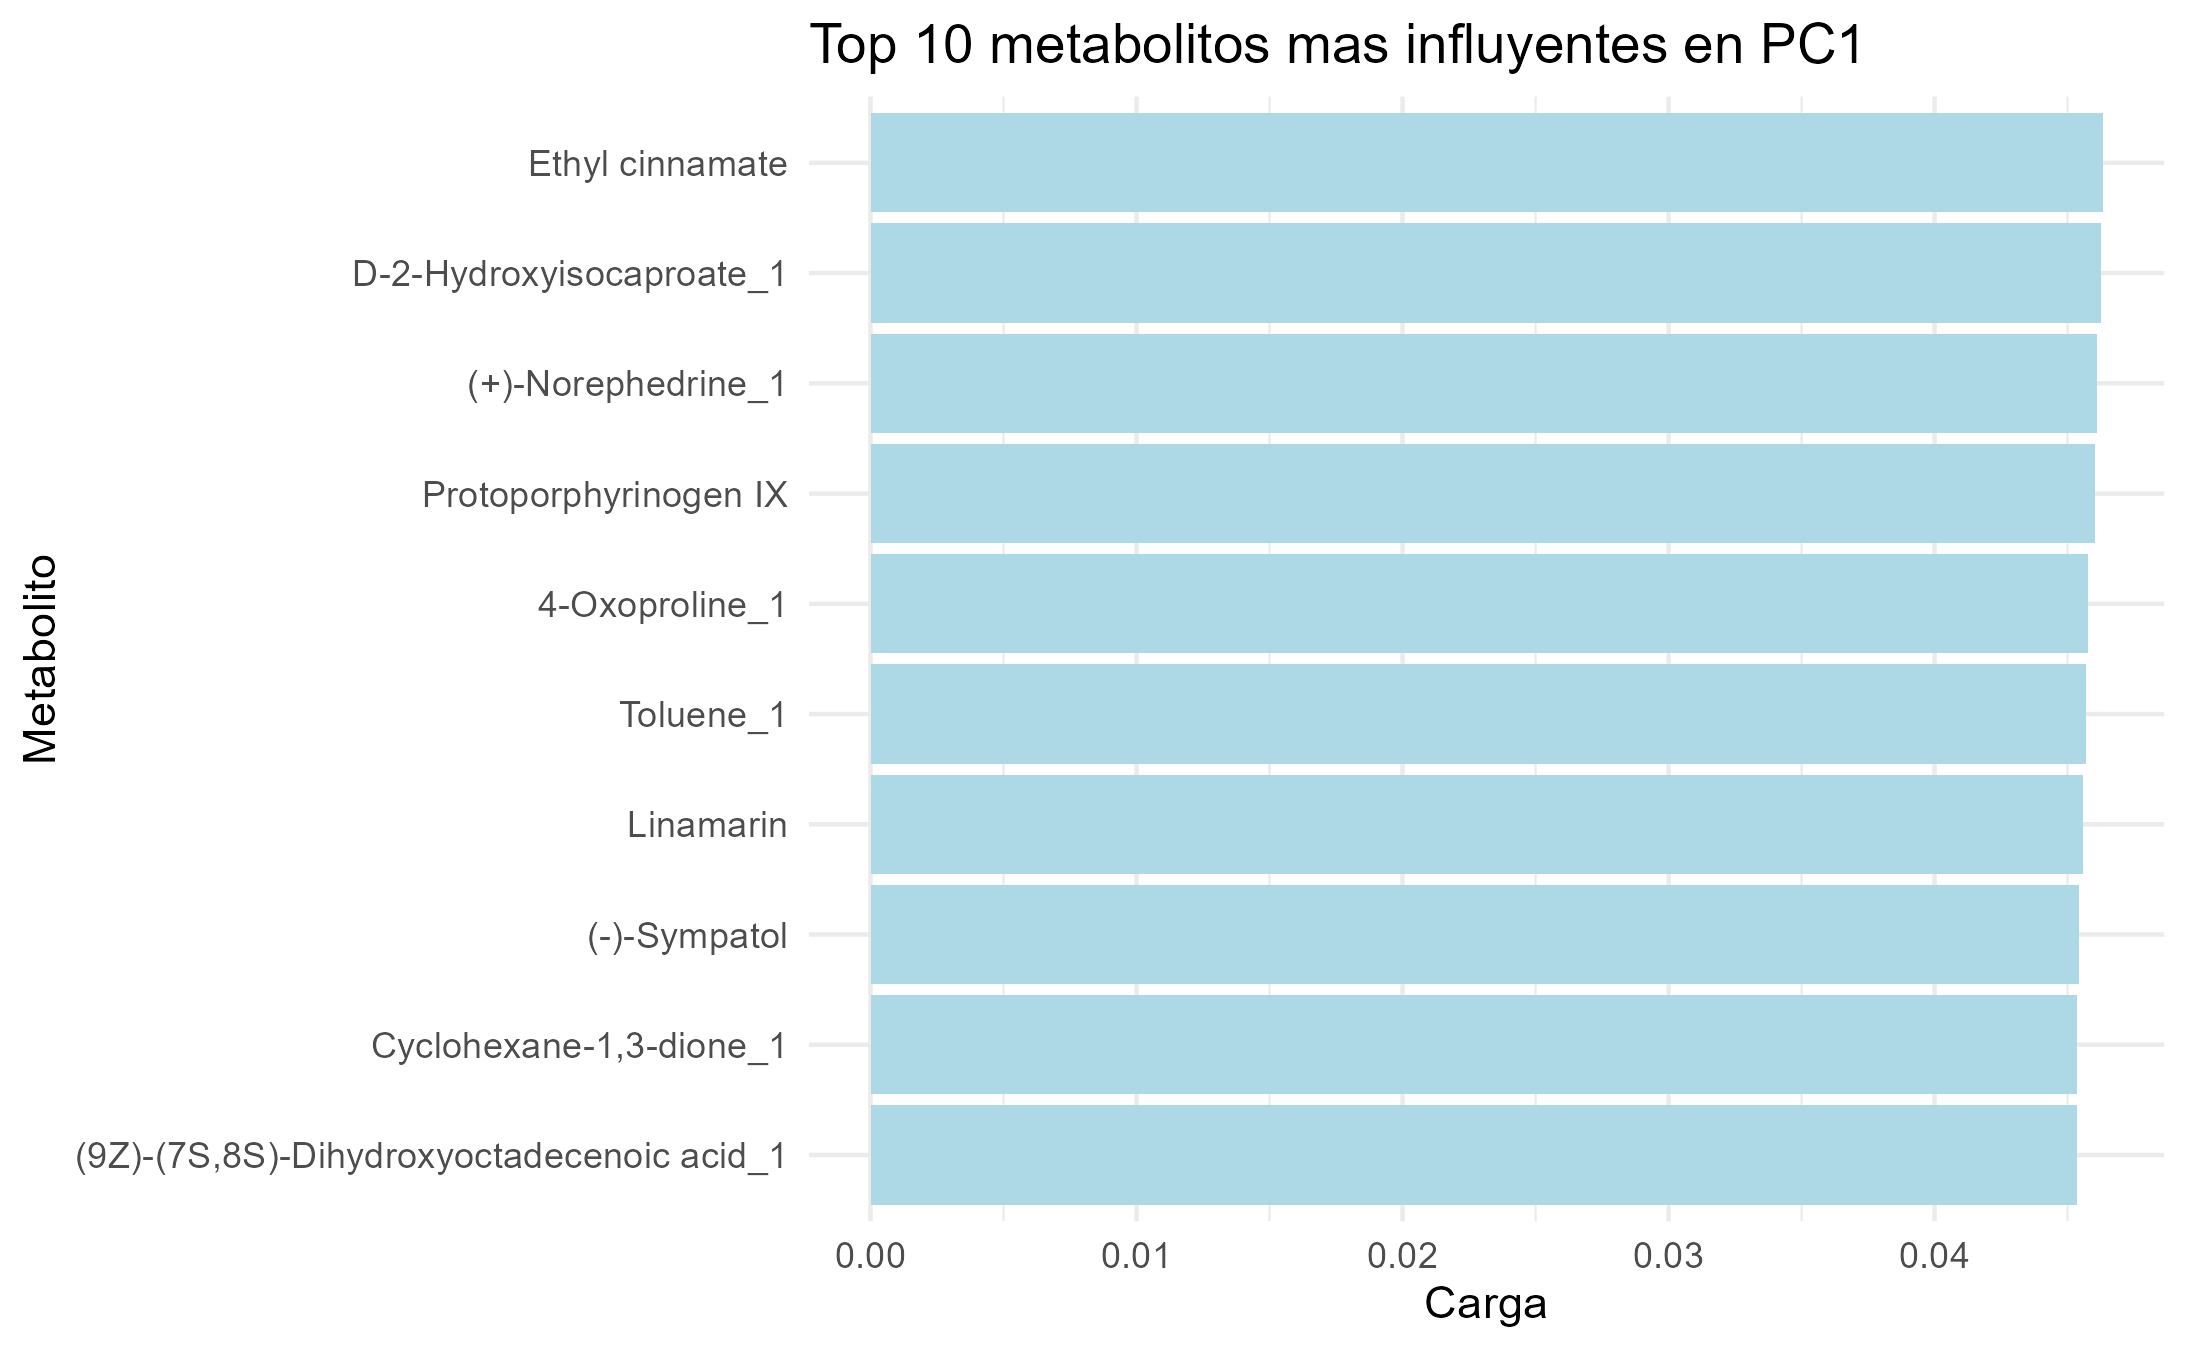 Top 10 metabolitos mas influyentes en PC1
Metabolito
Ethyl cinnamate
D-2-Hydroxyisocaproate_1
(+)-Norephedrine_1
Protoporphyrinogen IX
4-Oxoproline_1
Toluene_1
Linamarin
(-)-Sympatol
Cyclohexane-1,3-dione_1
(9Z)-(7S,8S)-Dihydroxyoctadecenoic acid_1
0.00 0.01 0.02 0.03 0.04
Carga